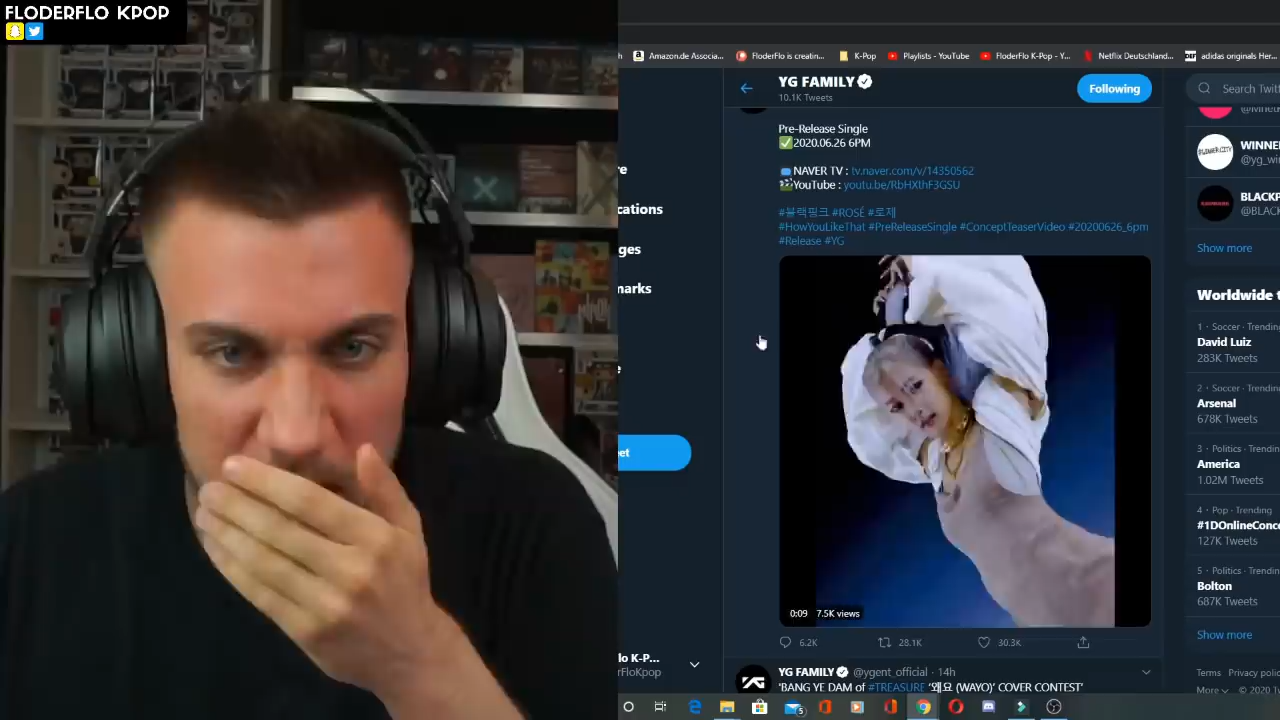 FLODERFLO KPOP
Amazon.de Associa...
FloderFlo is creatin...
K-Pop
Playlists - YouTube
FloderFlo K-Pop - Y...
Netflix Deutschland...
adidas originals Her...
YG FAMILY
10.1K Tweets
Following
Search Twit
Pre-Release Single
✅2020.06.26 6PM
NAVER TV : tv.naver.com/v/14350562
YouTube : youtu.be/RbHXthF3GSU
#블랙핑크 #ROSÉ #로제
#HowYouLikeThat #PreReleaseSingle #ConceptTeaserVideo #20200626_6pm
#Release #YG
0:09 7.5K views
6.2K
28.1K
30.3K
YG FAMILY @ygent_official · 14h
'BANG YE DAM of #TREASURE '왜요 (WAYO)' COVER CONTEST'
cations
ges
marks
et
lo K-P...
rFloKpop
WINNE
@yg_win
BLACKP
@BLACKP
Show more
Worldwide t
1 · Soccer · Trending
David Luiz
283K Tweets
2 · Soccer · Trending
Arsenal
678K Tweets
3 · Politics · Trending
America
1.02M Tweets
4 · Pop · Trending
#1DOnlineConce
127K Tweets
5 · Politics · Trending
Bolton
687K Tweets
Show more
Terms Privacy polic
More © 2020 Tw